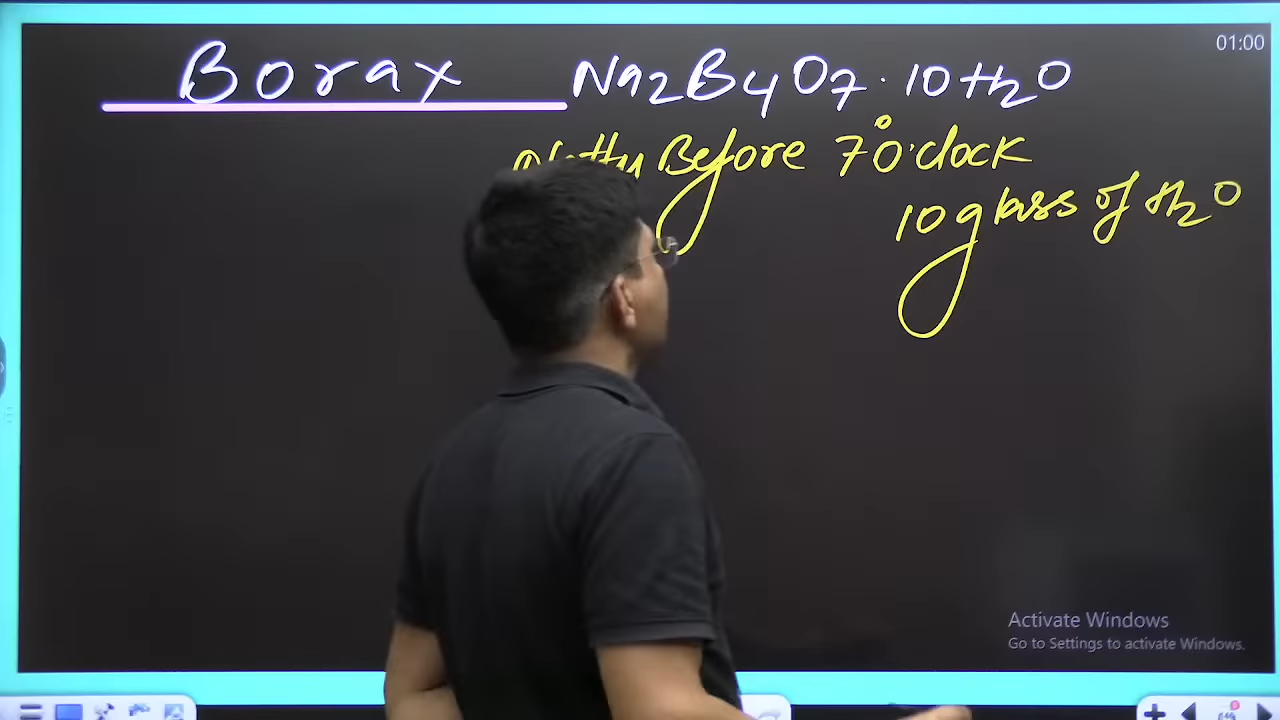 01:00
Borax Na2B4O7·10H2O
Before 7 O'clock
10 glass of H2O
Activate Windows
Go to Settings to activate Windows.